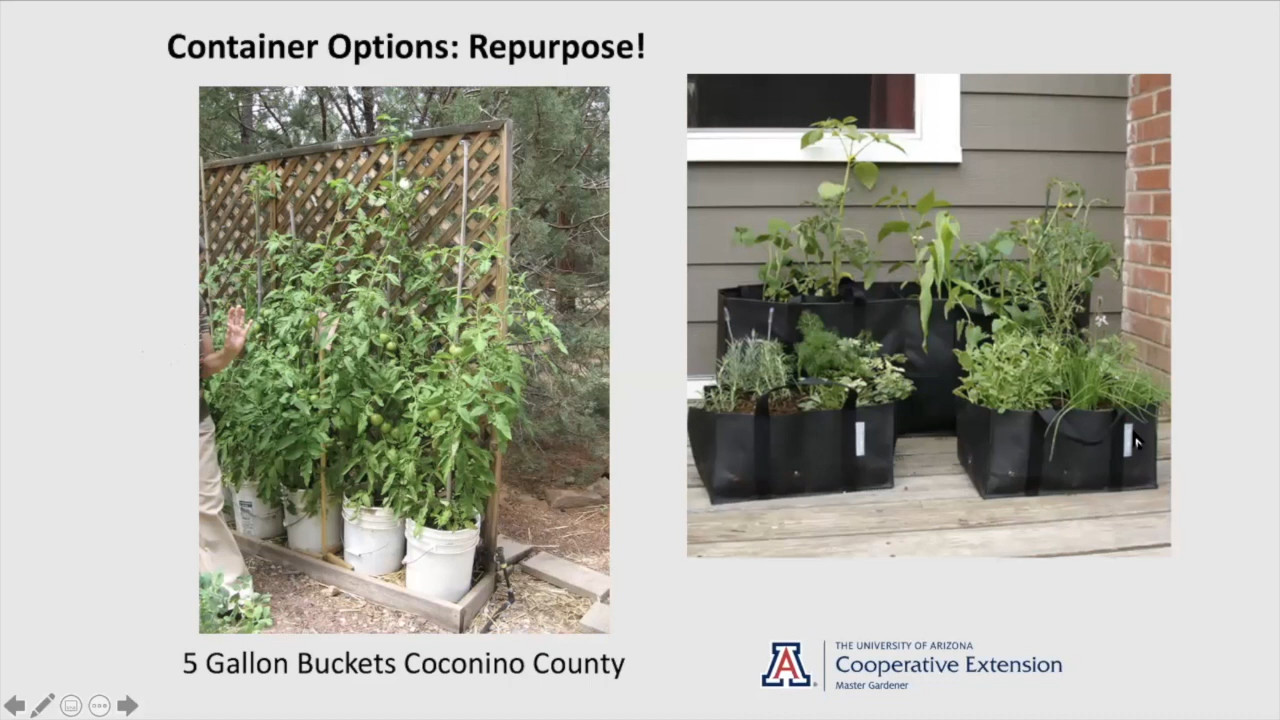 Container Options: Repurpose!
5 Gallon Buckets Coconino County
THE UNIVERSITY OF ARIZONA
Cooperative Extension
Master Gardener